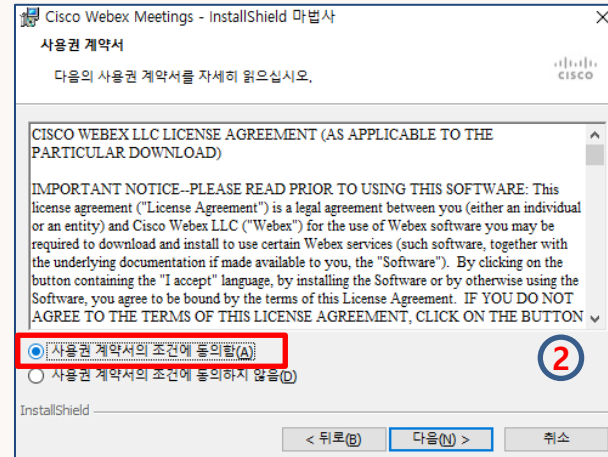 Cisco Webex Meetings - InstallShield 마법사
사용권 계약서
다음의 사용권 계약서를 자세히 읽으십시오.
CISCO
CISCO WEBEX LLC LICENSE AGREEMENT (AS APPLICABLE TO THE
PARTICULAR DOWNLOAD)
IMPORTANT NOTICE--PLEASE READ PRIOR TO USING THIS SOFTWARE: This
license agreement ("License Agreement") is a legal agreement between you (either an individual
or an entity) and Cisco Webex LLC ("Webex") for the use of Webex software you may be
required to download and install to use certain Webex services (such software, together with
the underlying documentation if made available to you, the "Software"). By clicking on the
button containing the "I accept" language, by installing the Software or by otherwise using the
Software, you agree to be bound by the terms of this License Agreement. IF YOU DO NOT
AGREE TO THE TERMS OF THIS LICENSE AGREEMENT, CLICK ON THE BUTTON
사용권 계약서의 조건에 동의함(A)
2
사용권 계약서의 조건에 동의하지 않음(D)
InstallShield
< 뒤로(B) 다음(N) > 취소